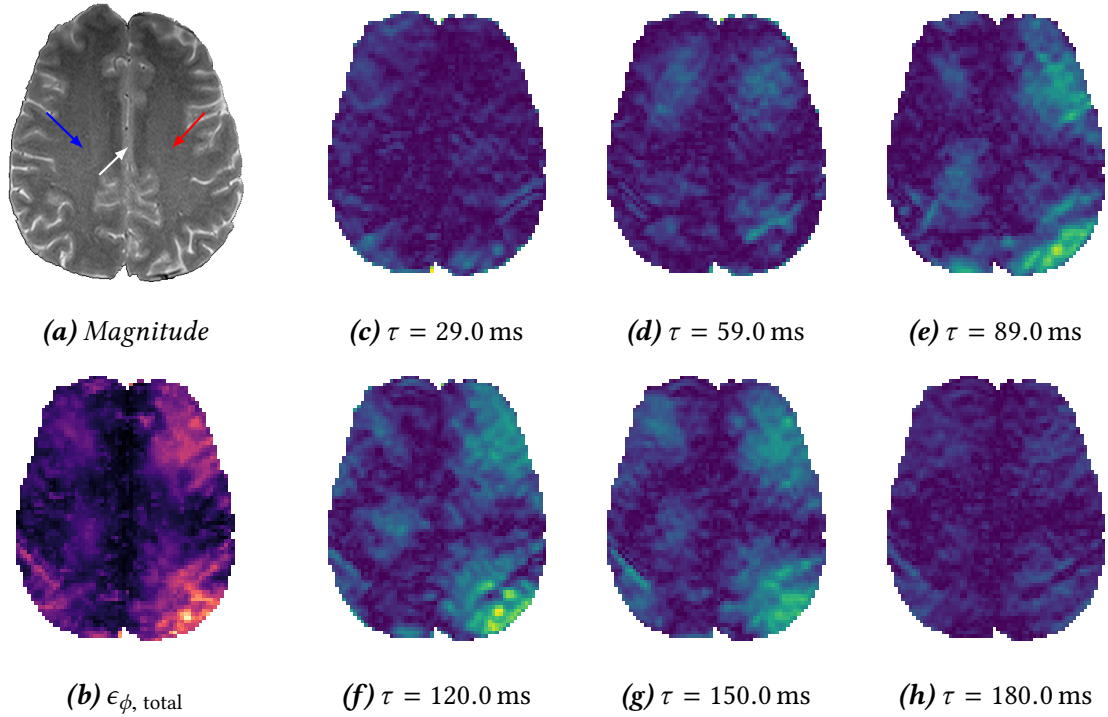 (a) Magnitude
(c) τ = 29.0 ms
(d) τ = 59.0 ms
(e) τ = 89.0 ms
(b) ϵϕ, total
(f) τ = 120.0 ms
(g) τ = 150.0 ms
(h) τ = 180.0 ms